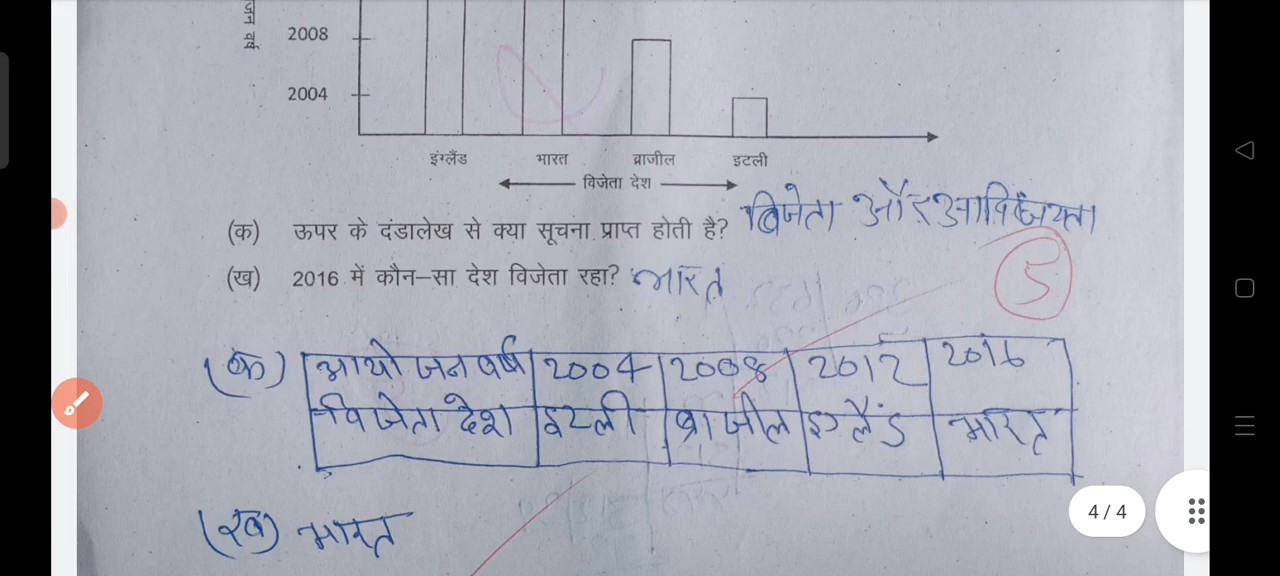 जन वर्ष
2008
2004
इंग्लैंड भारत ब्राजील इटली
विजेता देश
(क) ऊपर के दंडालेख से क्या सूचना प्राप्त होती है? विजेता और
(ख) 2016 में कौन–सा देश विजेता रहा? भारत
5
(क) आयोजन वर्ष 2004 2008 2012 2016
विजेता देश इटली ब्राजील इंग्लैंड भारत
(ख) भारत
4 / 4